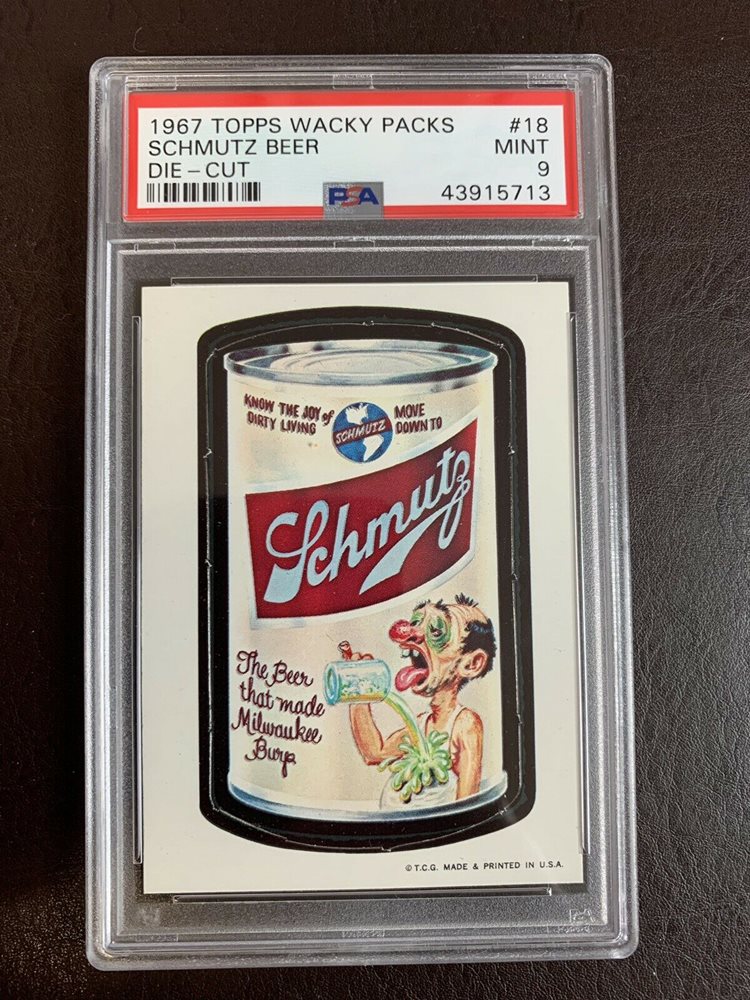 1967 TOPPS WACKY PACKS #18
SCHMUTZ BEER MINT
DIE-CUT 9
PSA 43915713
KNOW THE JOY of MOVE
DIRTY LIVING DOWN TO
SCHMUTZ
Schmutz
The Beer
that made
Milwaukee
Burp
© T.C.G. MADE & PRINTED IN U.S.A.